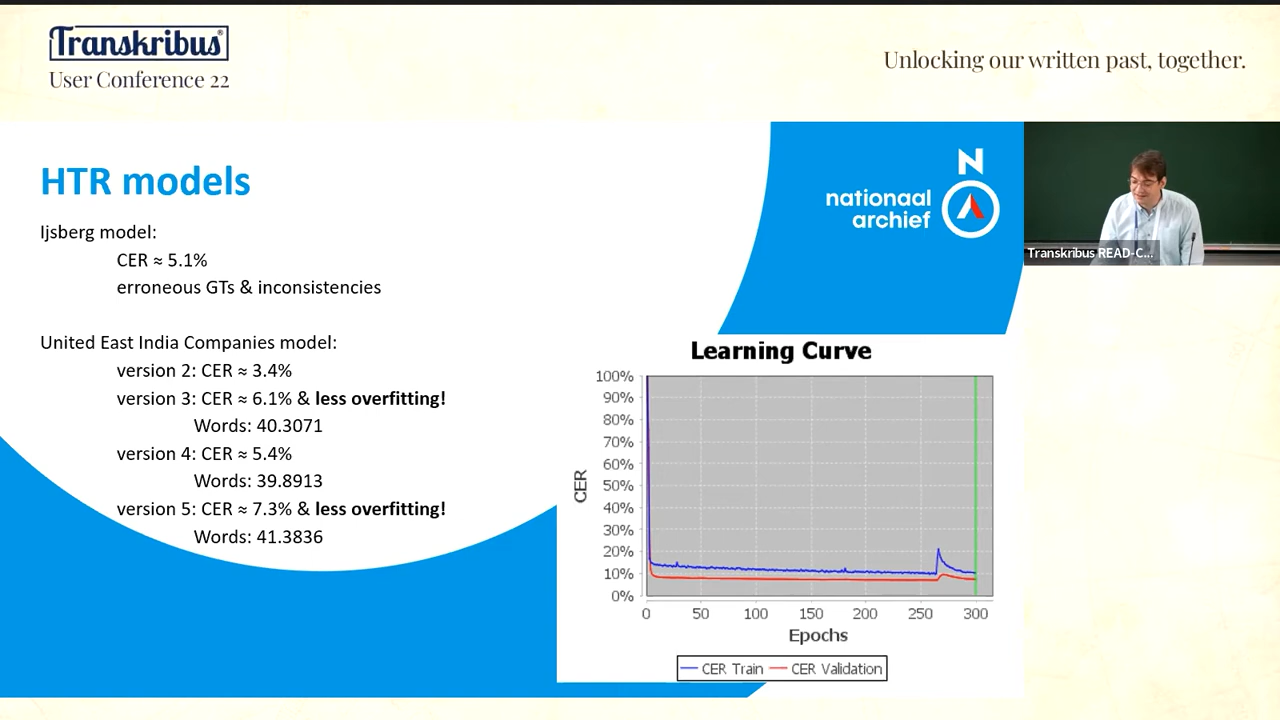 Transkribus®
User Conference 22
Unlocking our written past, together.
HTR models
Ijsberg model:
CER ≈ 5.1%
erroneous GTs & inconsistencies
United East India Companies model:
version 2: CER ≈ 3.4%
version 3: CER ≈ 6.1% & less overfitting!
Words: 40.3071
version 4: CER ≈ 5.4%
Words: 39.8913
version 5: CER ≈ 7.3% & less overfitting!
Words: 41.3836
N
nationaal
archief
Transkribus READ-C...
Learning Curve
100%
90%
80%
70%
60%
50%
40%
30%
20%
10%
0%
CER
0 50 100 150 200 250 300
Epochs
CER Train CER Validation